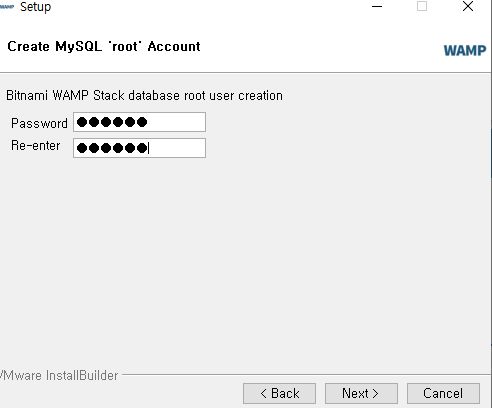 WAMP Setup
Create MySQL 'root' Account
WAMP
Bitnami WAMP Stack database root user creation
Password ●●●●●●
Re-enter ●●●●●●
VMware InstallBuilder
< Back Next > Cancel